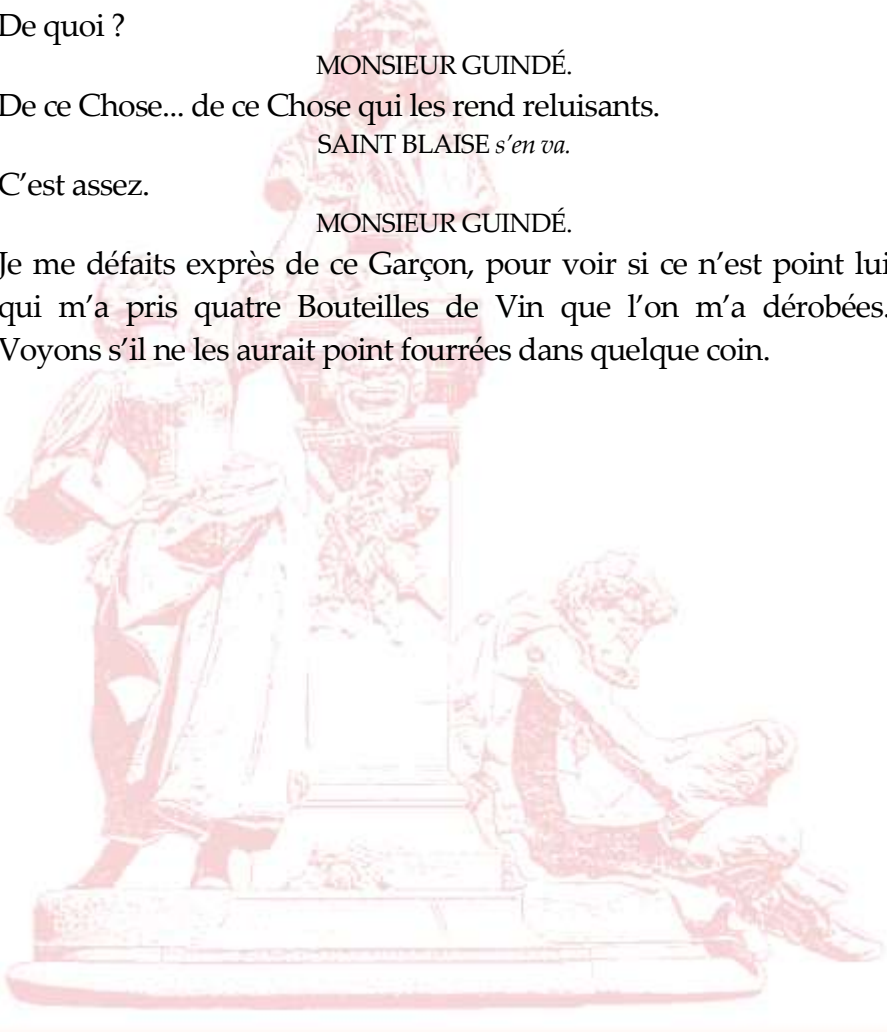 De quoi ?
MONSIEUR GUINDÉ.
De ce Chose... de ce Chose qui les rend reluisants.
SAINT BLAISE s’en va.
C’est assez.
MONSIEUR GUINDÉ.
Je me défaits exprès de ce Garçon, pour voir si ce n’est point lui
qui m’a pris quatre Bouteilles de Vin que l’on m’a dérobées.
Voyons s’il ne les aurait point fourrées dans quelque coin.